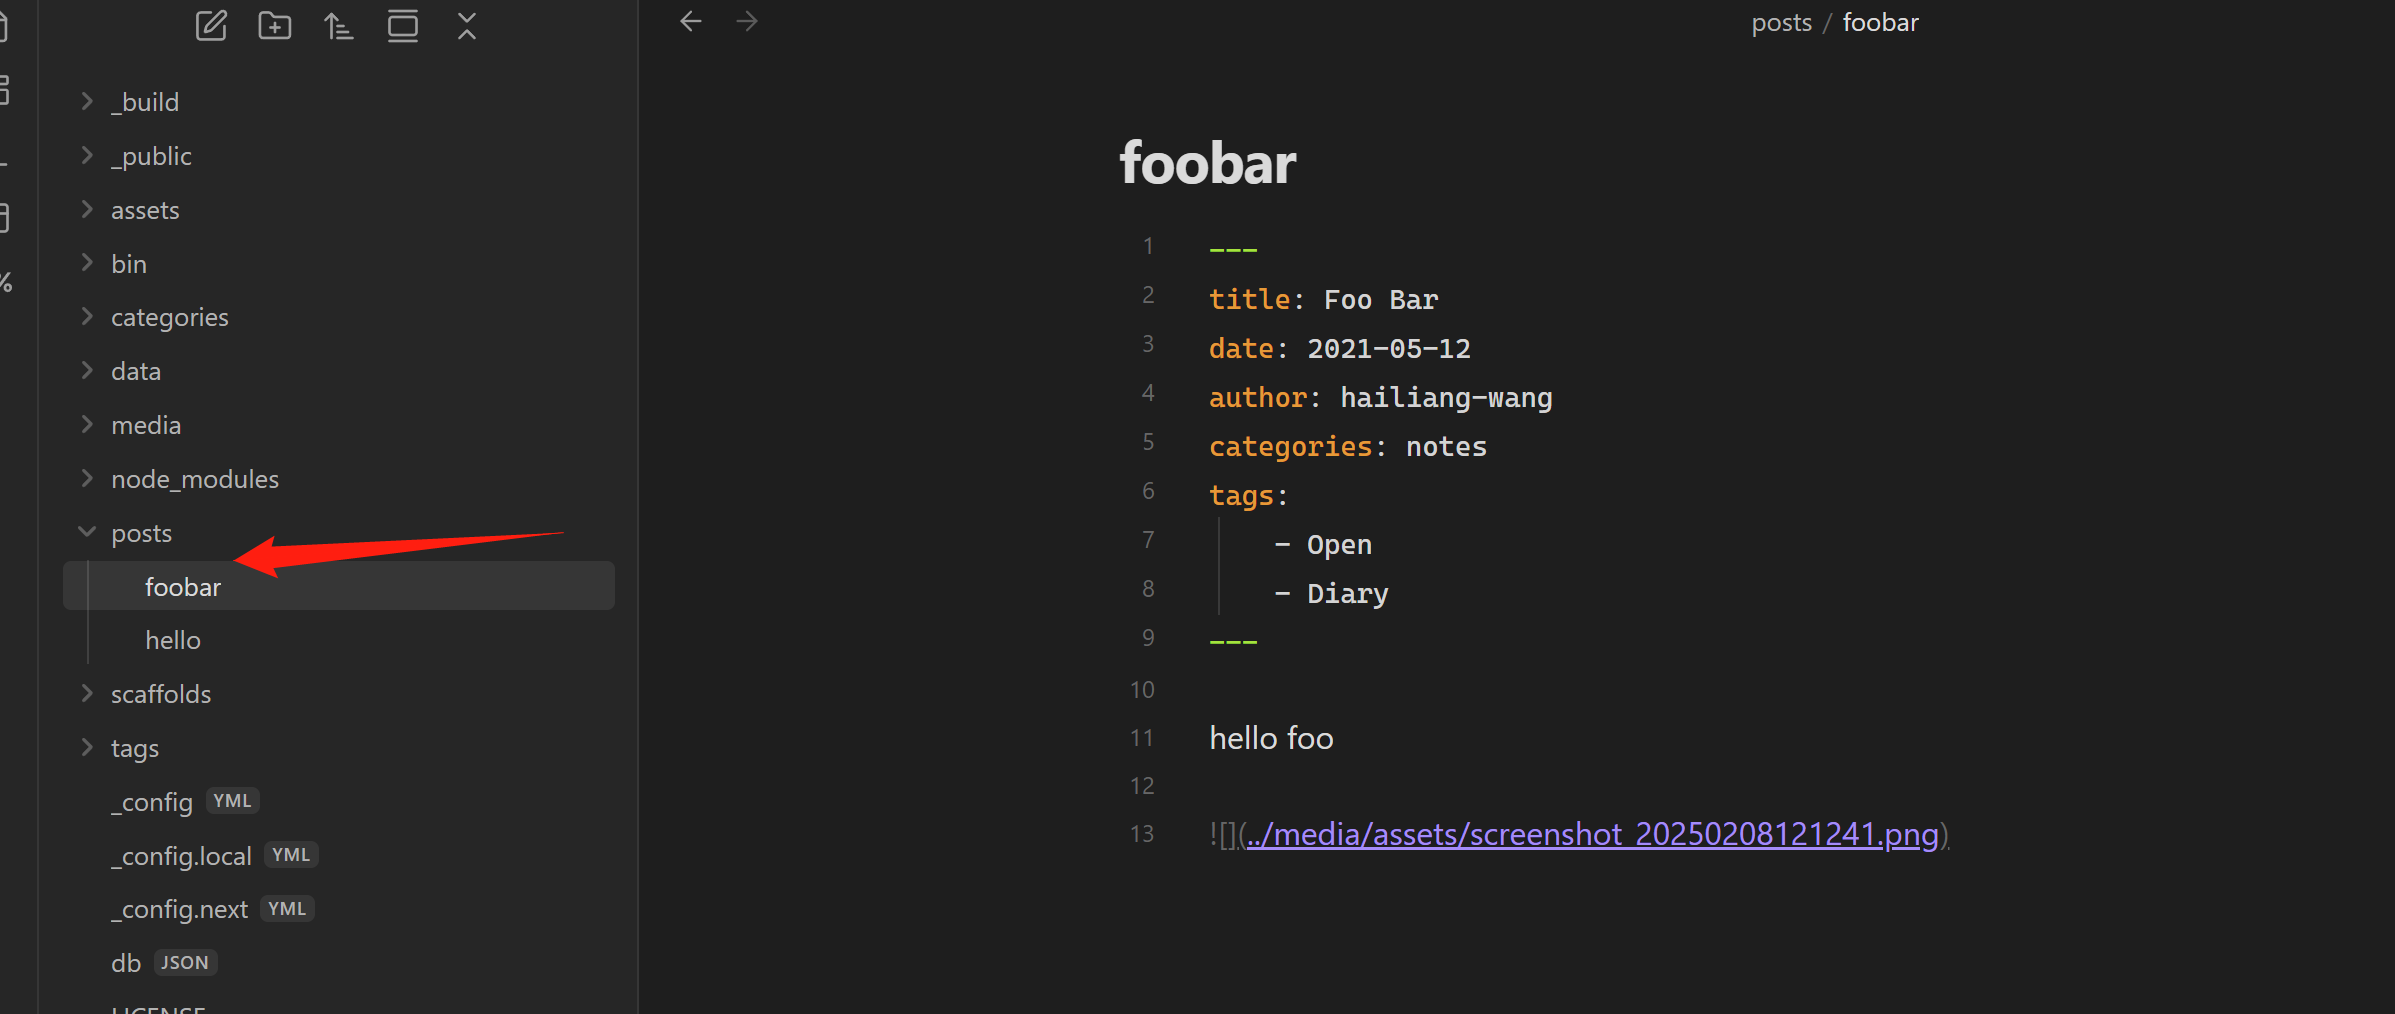 _build
_public
assets
bin
categories
data
media
node_modules
posts
foobar
hello
scaffolds
tags
_config YML
_config.local YML
_config.next YML
db JSON
LICENSE
posts / foobar
foobar
1 ---
2 title: Foo Bar
3 date: 2021-05-12
4 author: hailiang-wang
5 categories: notes
6 tags:
7 - Open
8 - Diary
9 ---
10
11 hello foo
12
13 ![](../media/assets/screenshot_20250208121241.png)